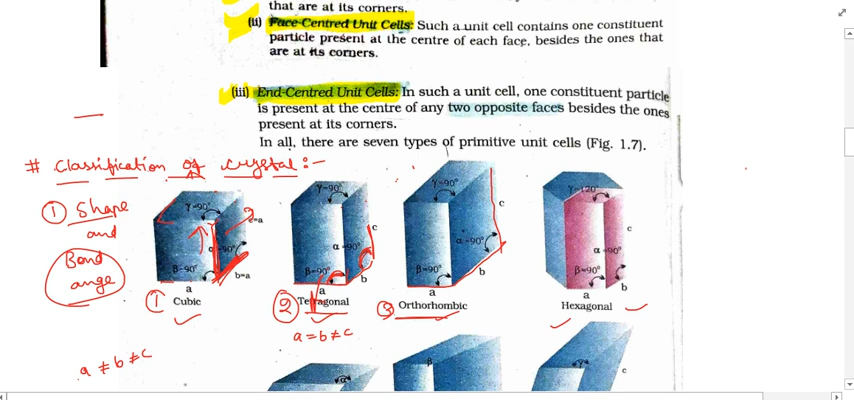 that are at its corners.
(ii) Face-Centred Unit Cells: Such a unit cell contains one constituent
particle present at the centre of each face, besides the ones that
are at its corners.
(iii) End-Centred Unit Cells: In such a unit cell, one constituent particle
is present at the centre of any two opposite faces besides the ones
present at its corners.
In all, there are seven types of primitive unit cells (Fig. 1.7).
# Classification of crystal :-
① Shape
and
Bond
ange
γ=90°
=a
90°
β=90°
b=a
a
① Cubic
γ=90°
c
α=90°
β=90°
b
a
② Tetragonal
a = b ≠ c
γ=90°
c
α=90°
β=90°
b
a
③ Orthorhombic
γ=120°
c
α=90°
β=90°
b
a
Hexagonal
a ≠ b ≠ c
α
β
γ
c